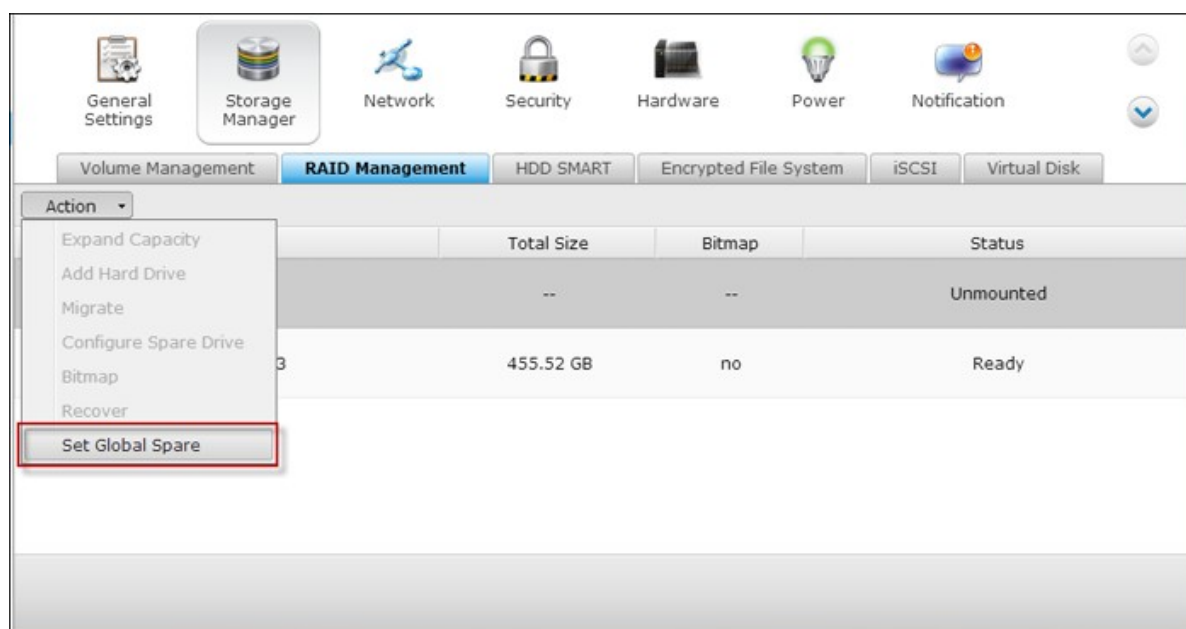 General Settings
Storage Manager
Network
Security
Hardware
Power
Notification
Volume Management
RAID Management
HDD SMART
Encrypted File System
iSCSI
Virtual Disk
Action
Total Size
Bitmap
Status
Expand Capacity
Add Hard Drive
Migrate
Configure Spare Drive
Bitmap
Recover
Set Global Spare
--
--
Unmounted
3
455.52 GB
no
Ready